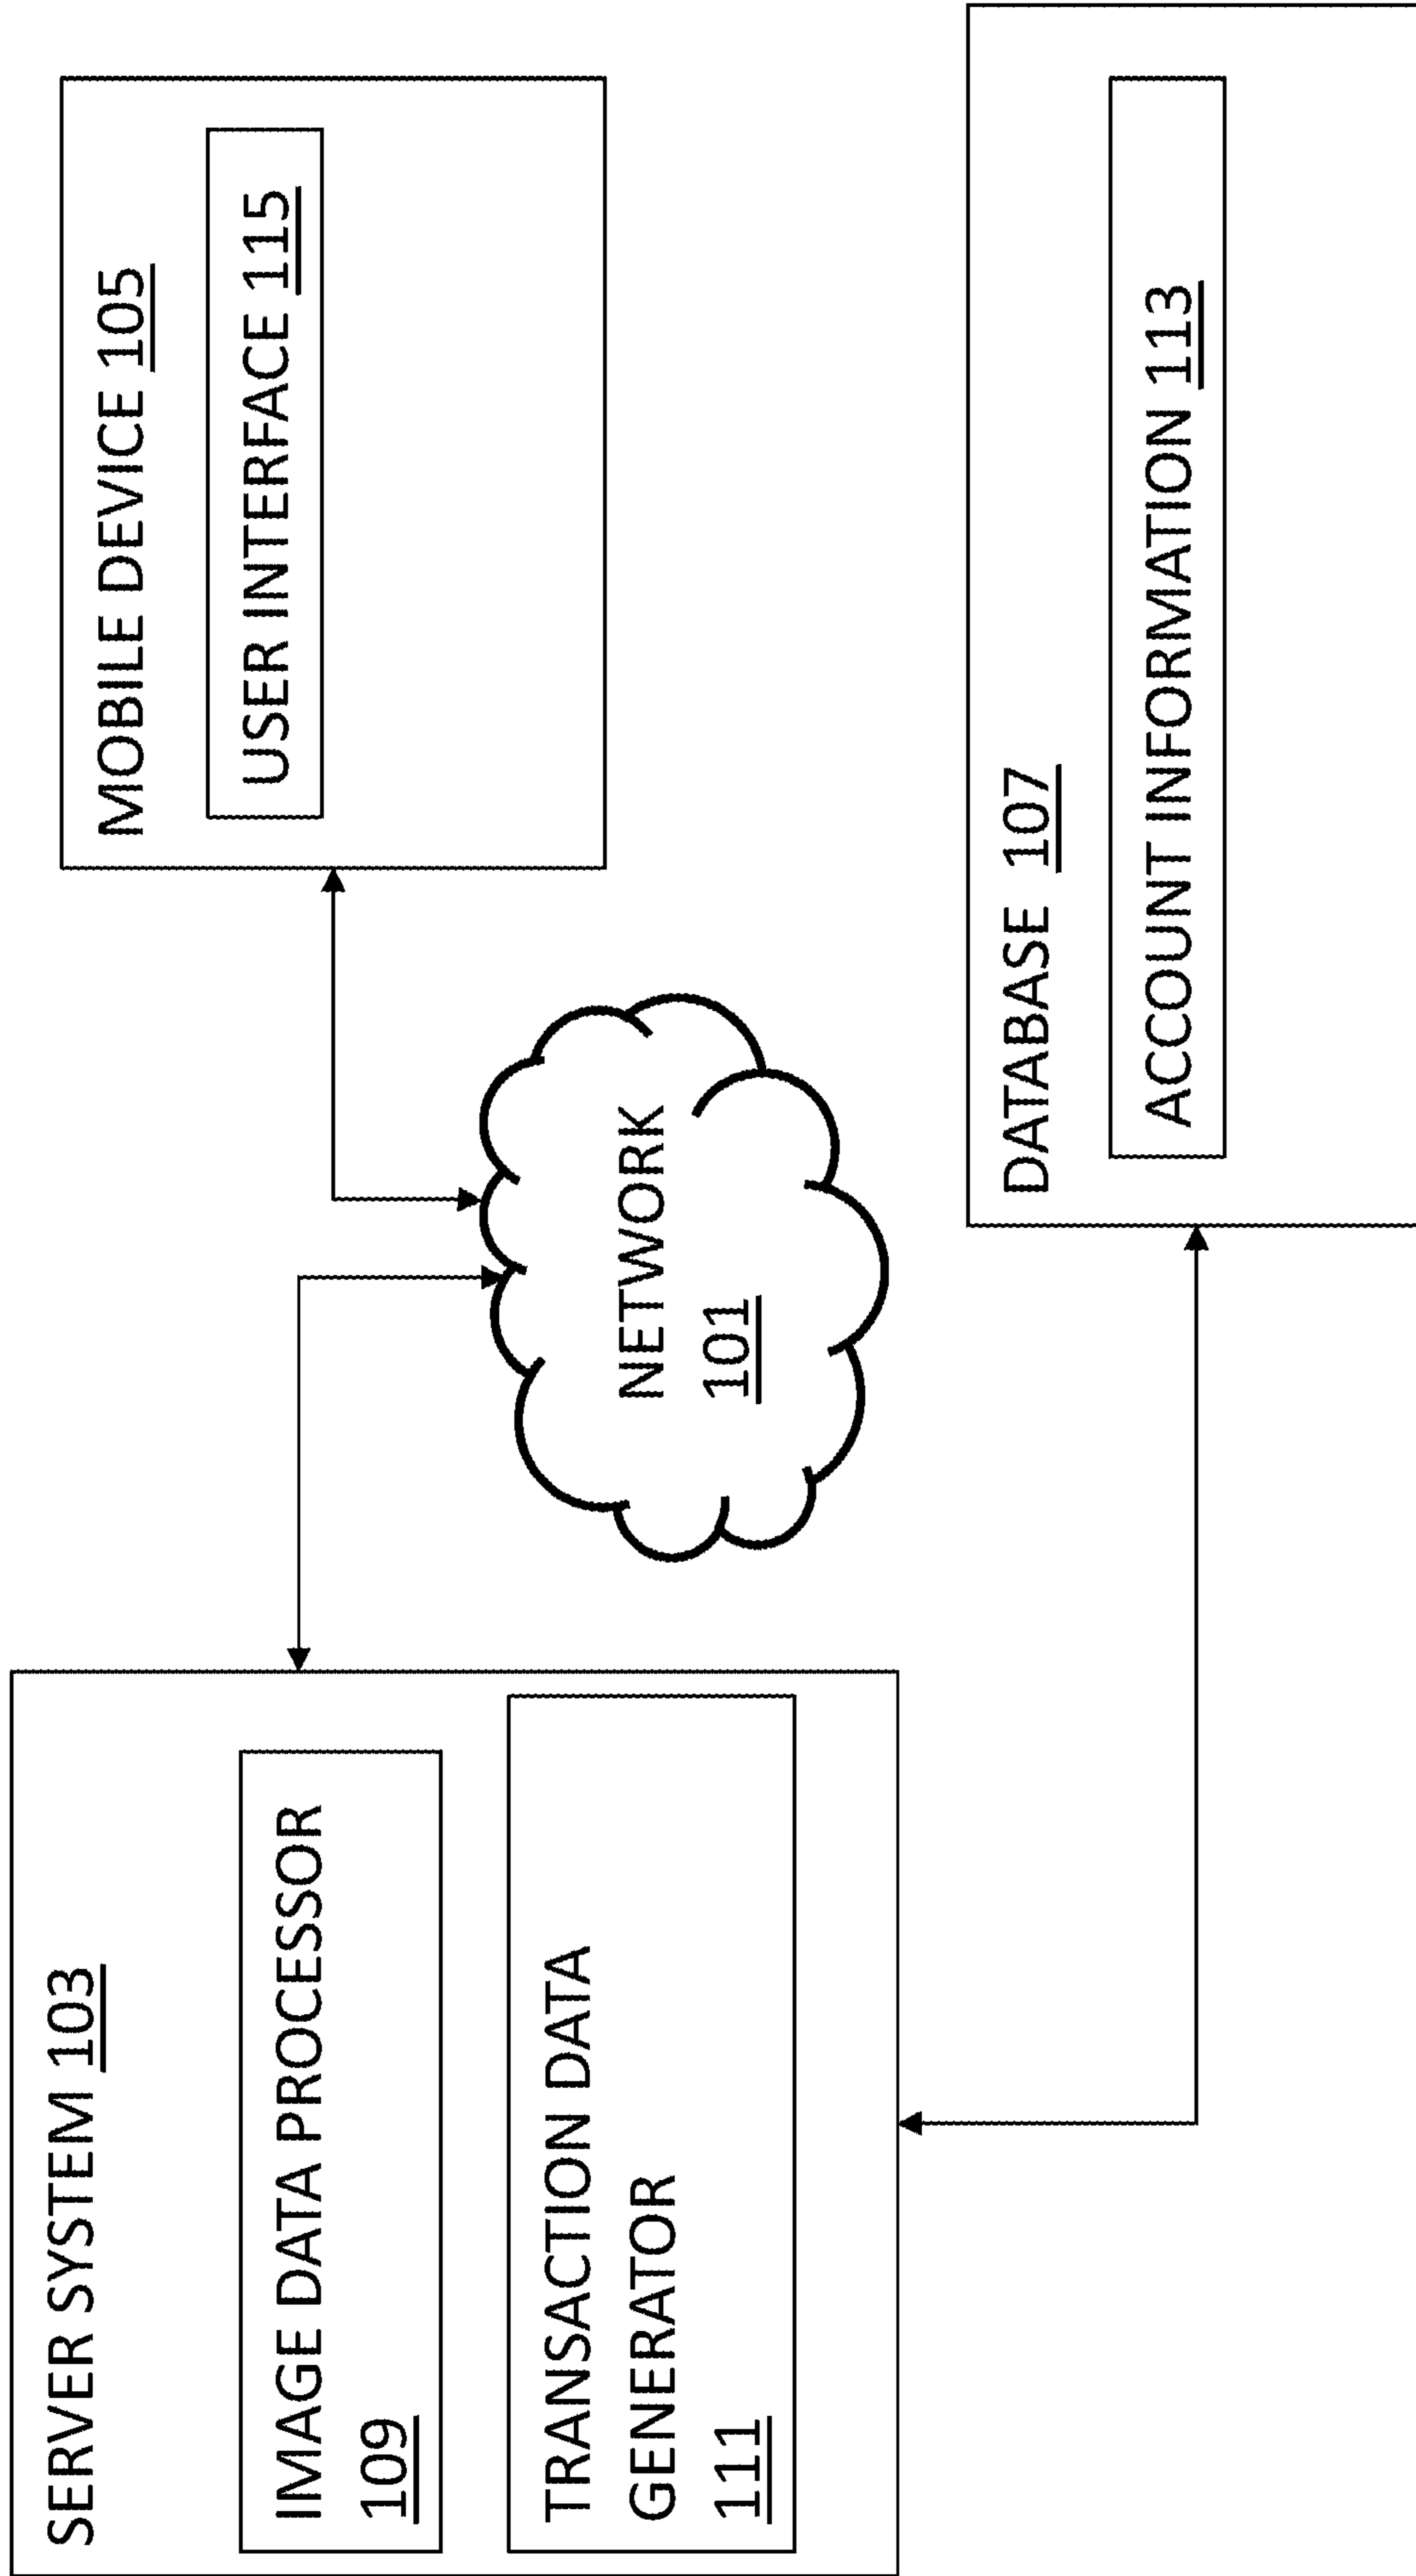 SERVER SYSTEM 103
IMAGE DATA PROCESSOR
109
TRANSACTION DATA
GENERATOR
111
NETWORK
101
MOBILE DEVICE 105
USER INTERFACE 115
DATABASE 107
ACCOUNT INFORMATION 113